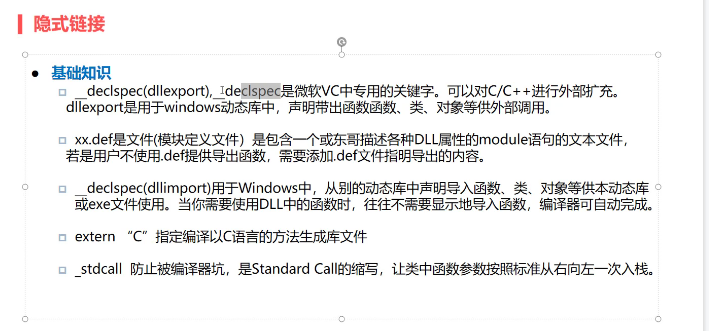 隐式链接
基础知识
__declspec(dllexport),__declspec是微软VC中专用的关键字。可以对C/C++进行外部扩充。
dllexport是用于windows动态库中，声明带出函数函数、类、对象等供外部调用。
xx.def是文件(模块定义文件）是包含一个或东哥描述各种DLL属性的module语句的文本文件，
若是用户不使用.def提供导出函数，需要添加.def文件指明导出的内容。
__declspec(dllimport)用于Windows中，从别的动态库中声明导入函数、类、对象等供本动态库
或exe文件使用。当你需要使用DLL中的函数时，往往不需要显示地导入函数，编译器可自动完成。
extern “C”指定编译以C语言的方法生成库文件
_stdcall 防止被编译器坑，是Standard Call的缩写，让类中函数参数按照标准从右向左一次入栈。